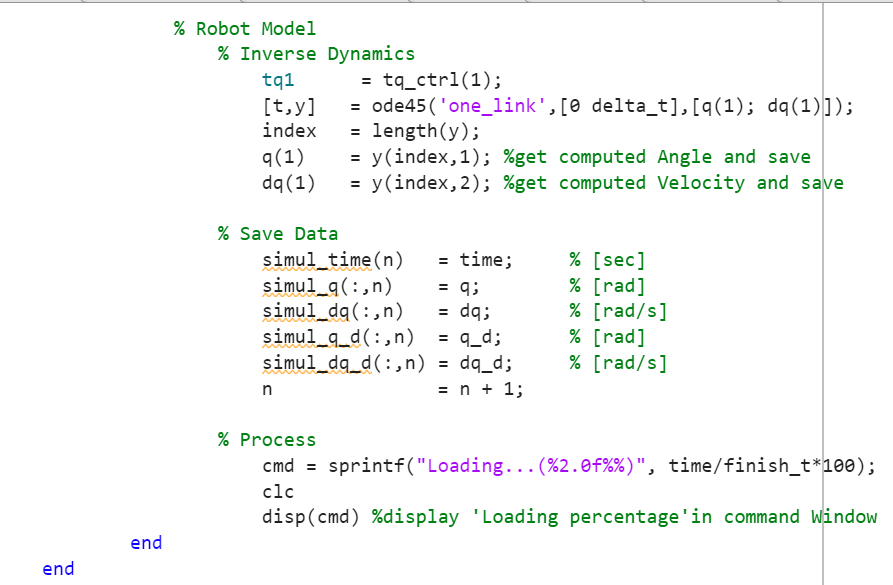 % Robot Model
% Inverse Dynamics
tq1 = tq_ctrl(1);
[t,y] = ode45('one_link',[0 delta_t],[q(1); dq(1)]);
index = length(y);
q(1) = y(index,1); %get computed Angle and save
dq(1) = y(index,2); %get computed Velocity and save
% Save Data
simul_time(n) = time; % [sec]
simul_q(:,n) = q; % [rad]
simul_dq(:,n) = dq; % [rad/s]
simul_q_d(:,n) = q_d; % [rad]
simul_dq_d(:,n) = dq_d; % [rad/s]
n = n + 1;
% Process
cmd = sprintf("Loading...(%2.0f%%)", time/finish_t*100);
clc
disp(cmd) %display 'Loading percentage'in command Window
end
end